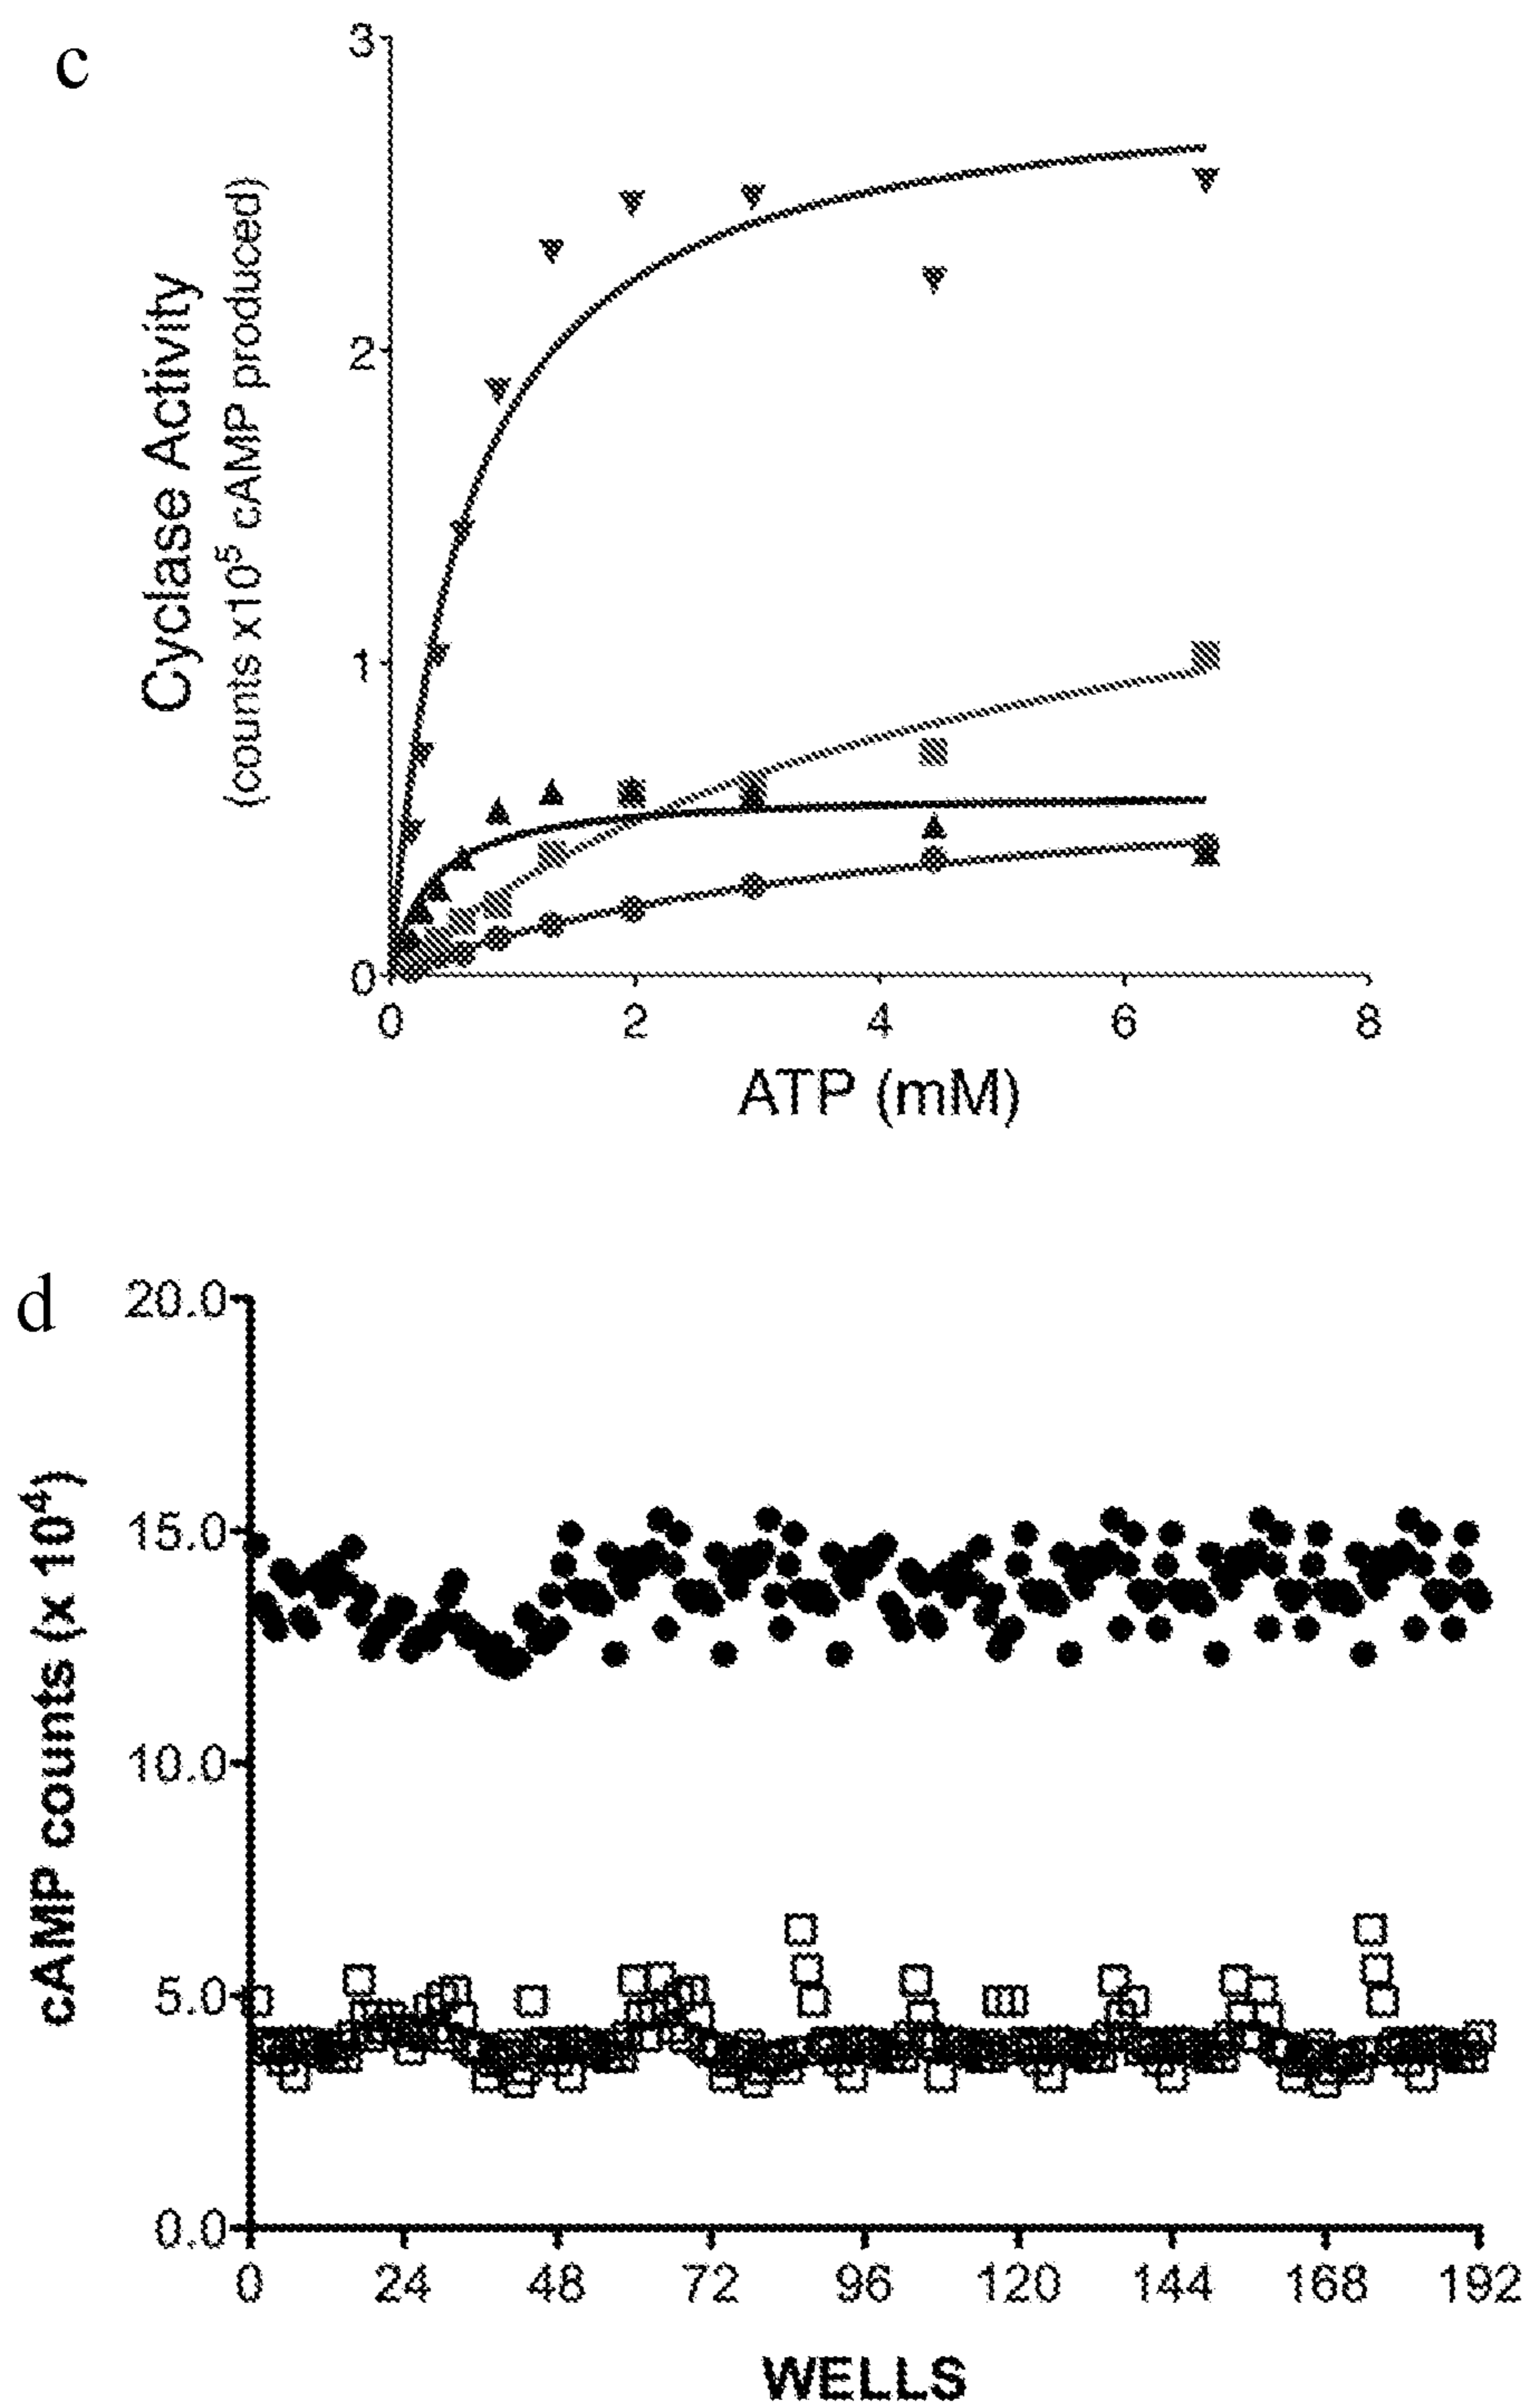 c
3
2
1
0
Cyclase Activity
(counts x10⁵ cAMP produced)
0 2 4 6 8
ATP (mM)
d
20.0
15.0
10.0
5.0
0.0
cAMP counts (x 10⁴)
0 24 48 72 96 120 144 168 192
WELLS